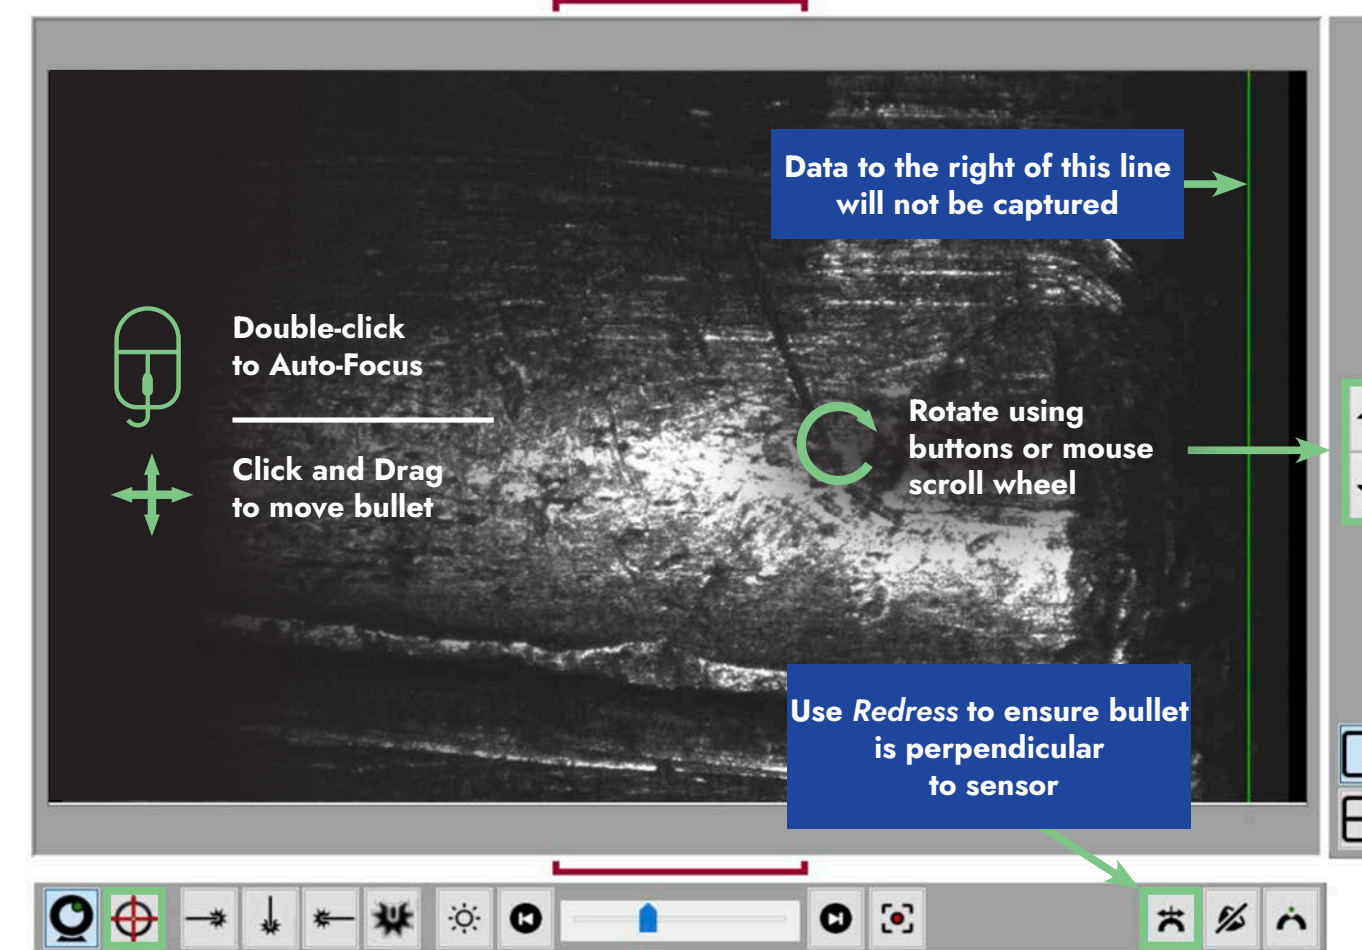 Data to the right of this line
will not be captured
Double-click
to Auto-Focus
Click and Drag
to move bullet
Rotate using
buttons or mouse
scroll wheel
Use Redress to ensure bullet
is perpendicular
to sensor